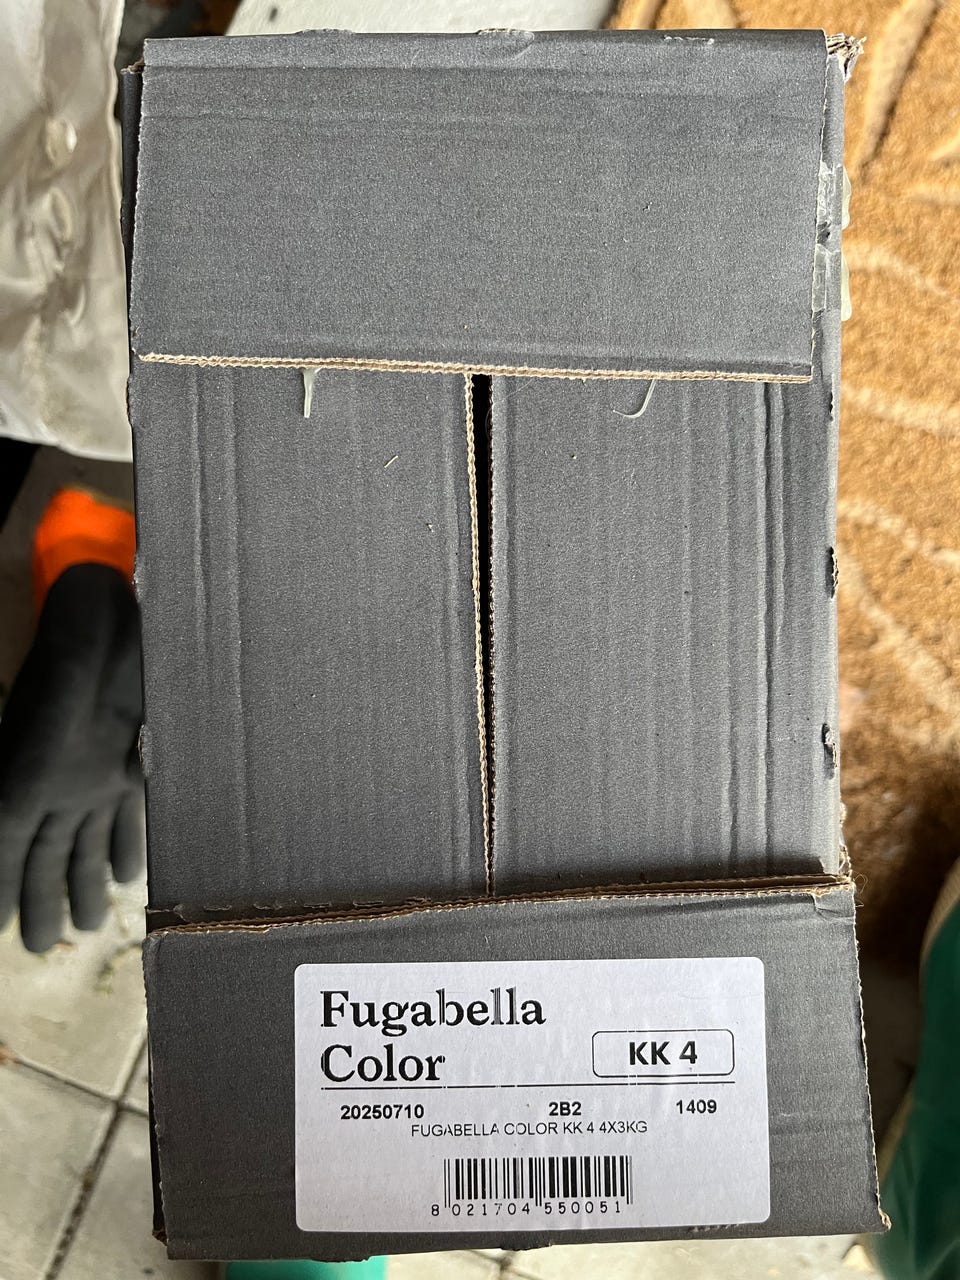 Fugabella
Color
KK 4
20250710 2B2 1409
FUGABELLA COLOR KK 4 4X3KG
8 021704 550051